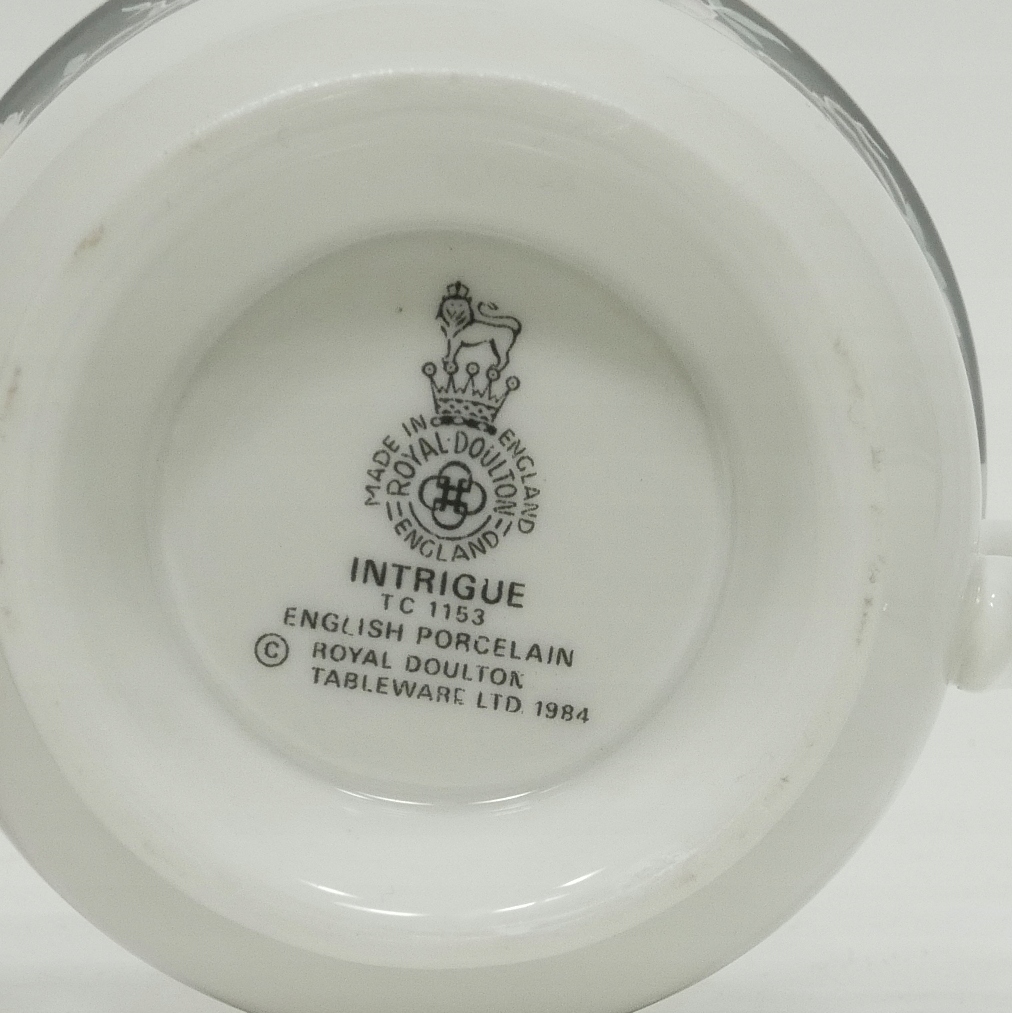 MADE IN ENGLAND
ROYAL DOULTON
ENGLAND
INTRIGUE
TC 1153
ENGLISH PORCELAIN
© ROYAL DOULTON
TABLEWARE LTD. 1984